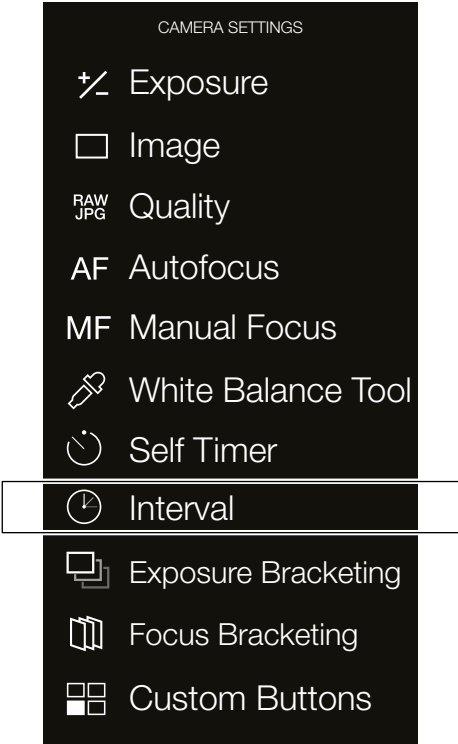 CAMERA SETTINGS
+/- Exposure
Image
RAW JPG Quality
AF Autofocus
MF Manual Focus
White Balance Tool
Self Timer
Interval
Exposure Bracketing
Focus Bracketing
Custom Buttons